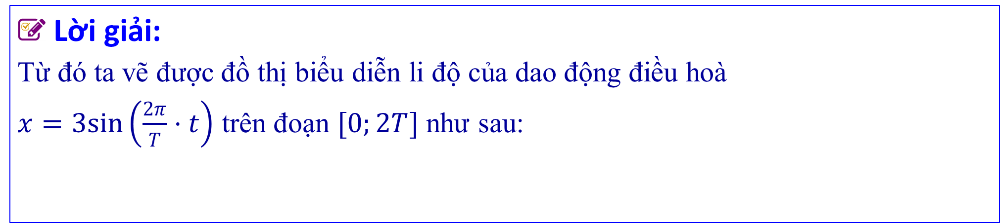 Lời giải:
Từ đó ta vẽ được đồ thị biểu diễn li độ của dao động điều hoà
x = 3sin(2π/T · t) trên đoạn [0; 2T] như sau: